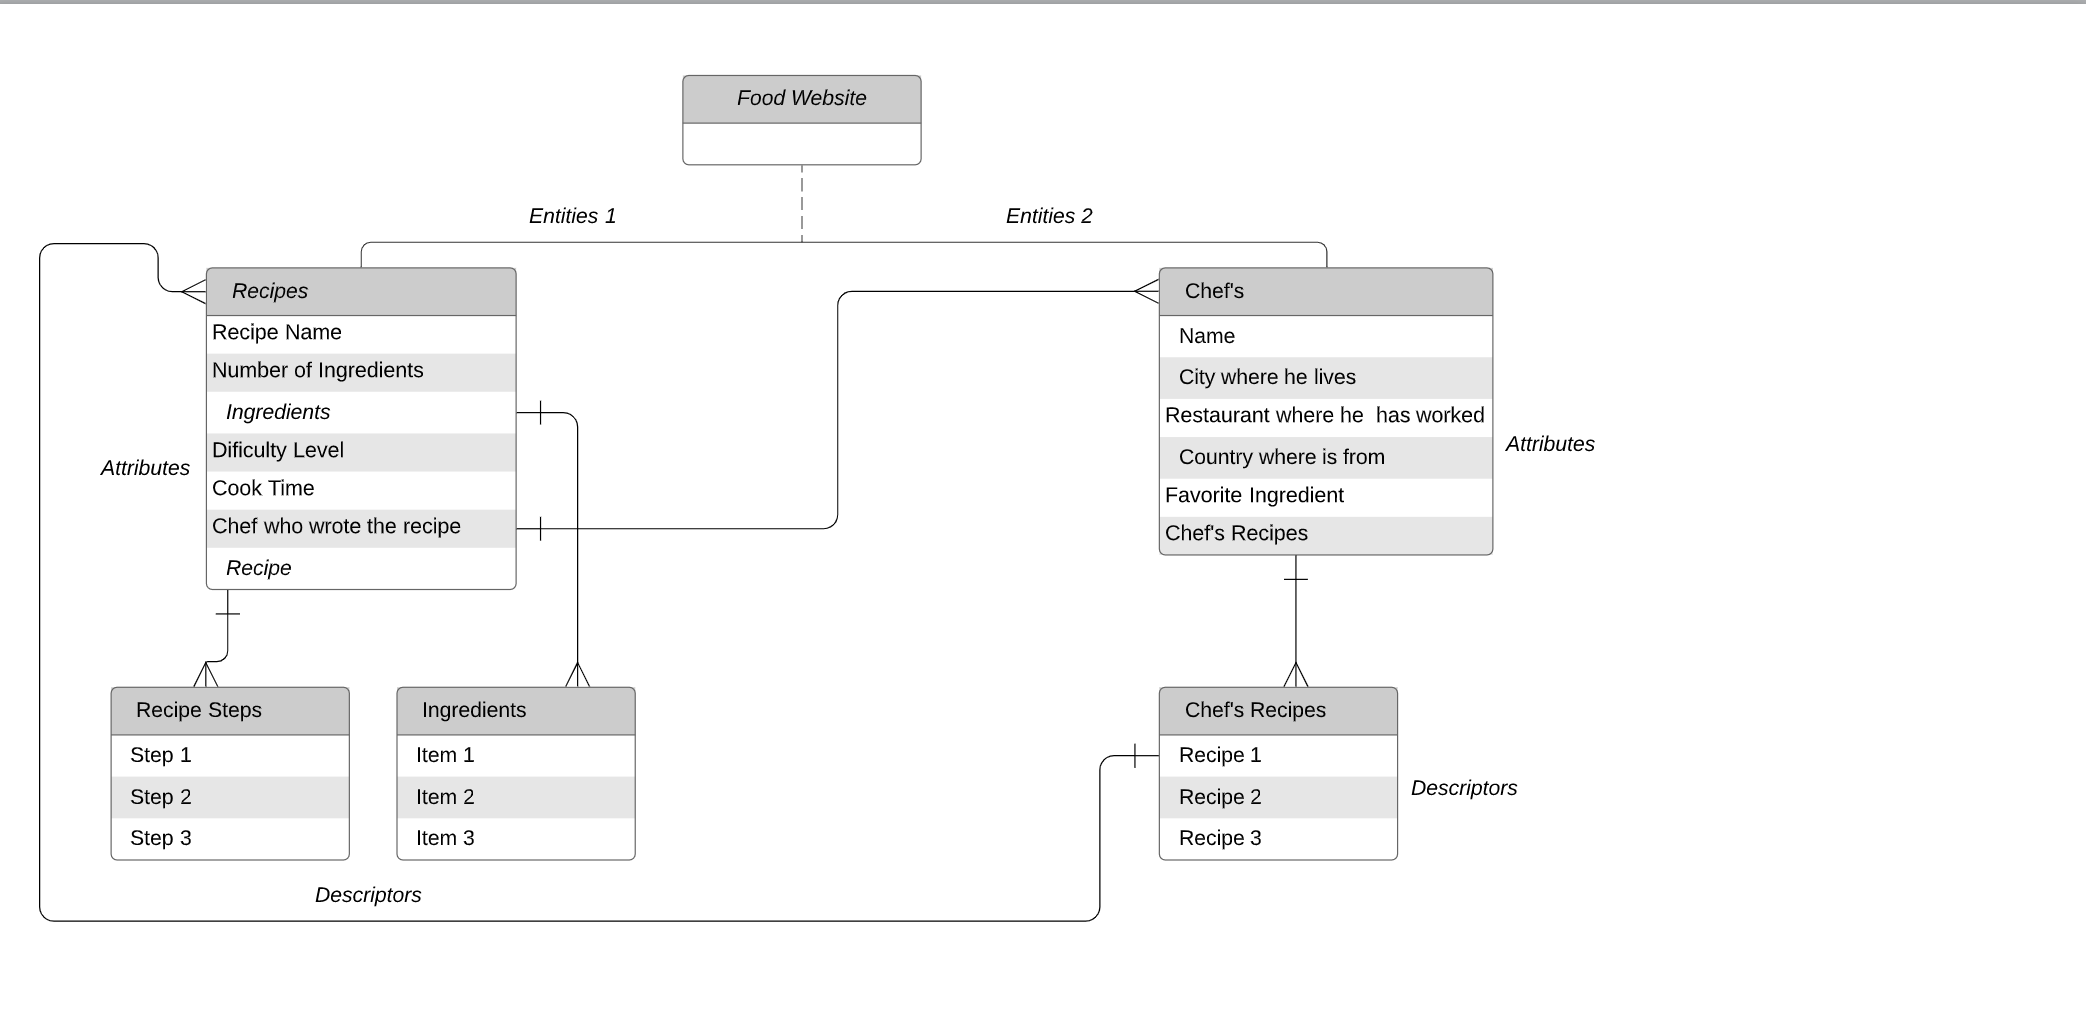 Food Website
Entities 1
Entities 2
Recipes
Recipe Name
Number of Ingredients
Ingredients
Dificulty Level
Cook Time
Chef who wrote the recipe
Recipe
Attributes
Chef's
Name
City where he lives
Restaurant where he  has worked
Country where is from
Favorite Ingredient
Chef's Recipes
Attributes
Recipe Steps
Step 1
Step 2
Step 3
Ingredients
Item 1
Item 2
Item 3
Descriptors
Chef's Recipes
Recipe 1
Recipe 2
Recipe 3
Descriptors